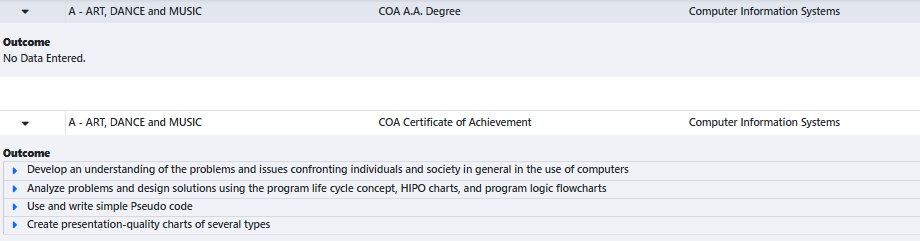 A - ART, DANCE and MUSIC COA A.A. Degree Computer Information Systems
Outcome
No Data Entered.
A - ART, DANCE and MUSIC COA Certificate of Achievement Computer Information Systems
Outcome
Develop an understanding of the problems and issues confronting individuals and society in general in the use of computers
Analyze problems and design solutions using the program life cycle concept, HIPO charts, and program logic flowcharts
Use and write simple Pseudo code
Create presentation-quality charts of several types